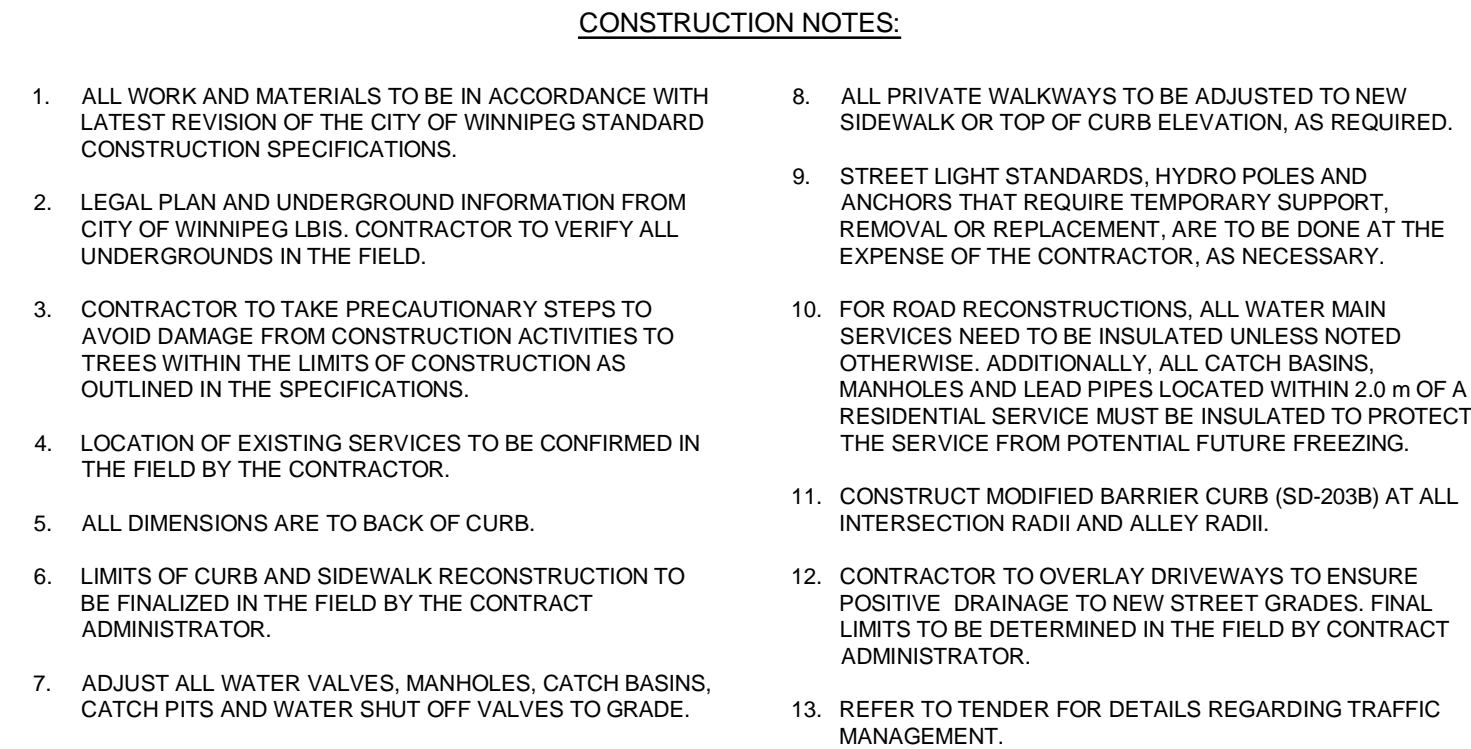 CONSTRUCTION NOTES:
1. ALL WORK AND MATERIALS TO BE IN ACCORDANCE WITH
LATEST REVISION OF THE CITY OF WINNIPEG STANDARD
CONSTRUCTION SPECIFICATIONS.
2. LEGAL PLAN AND UNDERGROUND INFORMATION FROM
CITY OF WINNIPEG LBIS. CONTRACTOR TO VERIFY ALL
UNDERGROUNDS IN THE FIELD.
3. CONTRACTOR TO TAKE PRECAUTIONARY STEPS TO
AVOID DAMAGE FROM CONSTRUCTION ACTIVITIES TO
TREES WITHIN THE LIMITS OF CONSTRUCTION AS
OUTLINED IN THE SPECIFICATIONS.
4. LOCATION OF EXISTING SERVICES TO BE CONFIRMED IN
THE FIELD BY THE CONTRACTOR.
5. ALL DIMENSIONS ARE TO BACK OF CURB.
6. LIMITS OF CURB AND SIDEWALK RECONSTRUCTION TO
BE FINALIZED IN THE FIELD BY THE CONTRACT
ADMINISTRATOR.
7. ADJUST ALL WATER VALVES, MANHOLES, CATCH BASINS,
CATCH PITS AND WATER SHUT OFF VALVES TO GRADE.
8. ALL PRIVATE WALKWAYS TO BE ADJUSTED TO NEW
SIDEWALK OR TOP OF CURB ELEVATION, AS REQUIRED.
9. STREET LIGHT STANDARDS, HYDRO POLES AND
ANCHORS THAT REQUIRE TEMPORARY SUPPORT,
REMOVAL OR REPLACEMENT, ARE TO BE DONE AT THE
EXPENSE OF THE CONTRACTOR, AS NECESSARY.
10. FOR ROAD RECONSTRUCTIONS, ALL WATER MAIN
SERVICES NEED TO BE INSULATED UNLESS NOTED
OTHERWISE. ADDITIONALLY, ALL CATCH BASINS,
MANHOLES AND LEAD PIPES LOCATED WITHIN 2.0 m OF A
RESIDENTIAL SERVICE MUST BE INSULATED TO PROTECT
THE SERVICE FROM POTENTIAL FUTURE FREEZING.
11. CONSTRUCT MODIFIED BARRIER CURB (SD-203B) AT ALL
INTERSECTION RADII AND ALLEY RADII.
12. CONTRACTOR TO OVERLAY DRIVEWAYS TO ENSURE
POSITIVE DRAINAGE TO NEW STREET GRADES. FINAL
LIMITS TO BE DETERMINED IN THE FIELD BY CONTRACT
ADMINISTRATOR.
13. REFER TO TENDER FOR DETAILS REGARDING TRAFFIC
MANAGEMENT.